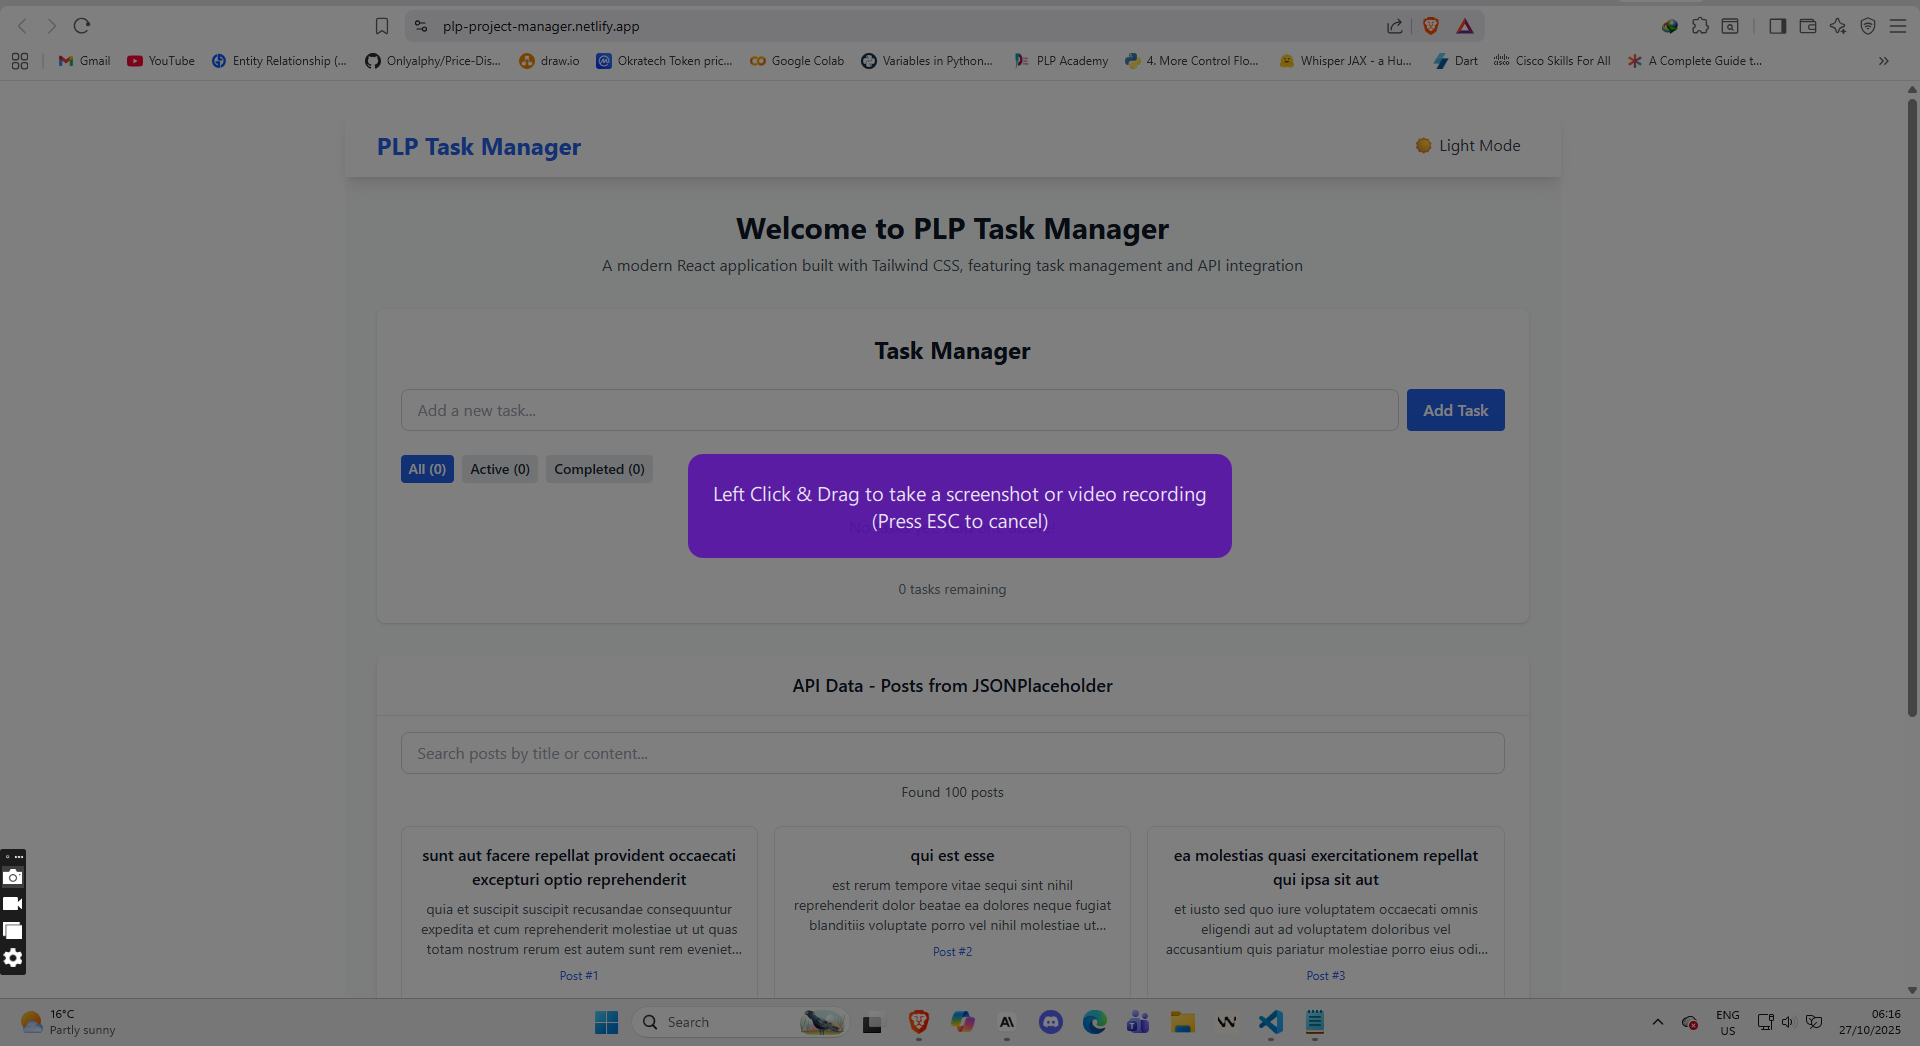 plp-project-manager.netlify.app
Gmail
YouTube
Entity Relationship (...
Onlyalphy/Price-Dis...
draw.io
Okratech Token pric...
Google Colab
Variables in Python...
PLP Academy
4. More Control Flo...
Whisper JAX - a Hu...
Dart
Cisco Skills For All
A Complete Guide t...
PLP Task Manager
Light Mode
Welcome to PLP Task Manager
A modern React application built with Tailwind CSS, featuring task management and API integration
Task Manager
Add a new task...
Add Task
All (0)
Active (0)
Completed (0)
Left Click & Drag to take a screenshot or video recording
(Press ESC to cancel)
0 tasks remaining
API Data - Posts from JSONPlaceholder
Search posts by title or content...
Found 100 posts
sunt aut facere repellat provident occaecati
excepturi optio reprehenderit
quia et suscipit suscipit recusandae consequuntur
expedita et cum reprehenderit molestiae ut ut quas
totam nostrum rerum est autem sunt rem eveniet...
Post #1
qui est esse
est rerum tempore vitae sequi sint nihil
reprehenderit dolor beatae ea dolores neque fugiat
blanditiis voluptate porro vel nihil molestiae ut...
Post #2
ea molestias quasi exercitationem repellat
qui ipsa sit aut
et iusto sed quo iure voluptatem occaecati omnis
eligendi aut ad voluptatem doloribus vel
accusantium quis pariatur molestiae porro eius odi...
Post #3
16°C
Partly sunny
Search
ENG
US
06:16
27/10/2025